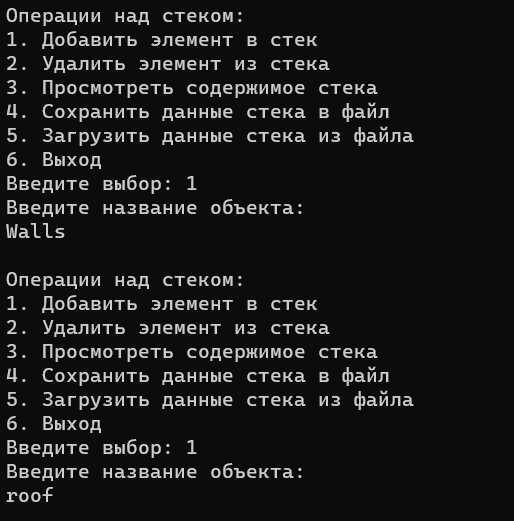 Операции над стеком:
1. Добавить элемент в стек
2. Удалить элемент из стека
3. Просмотреть содержимое стека
4. Сохранить данные стека в файл
5. Загрузить данные стека из файла
6. Выход
Введите выбор: 1
Введите название объекта:
Walls
Операции над стеком:
1. Добавить элемент в стек
2. Удалить элемент из стека
3. Просмотреть содержимое стека
4. Сохранить данные стека в файл
5. Загрузить данные стека из файла
6. Выход
Введите выбор: 1
Введите название объекта:
roof